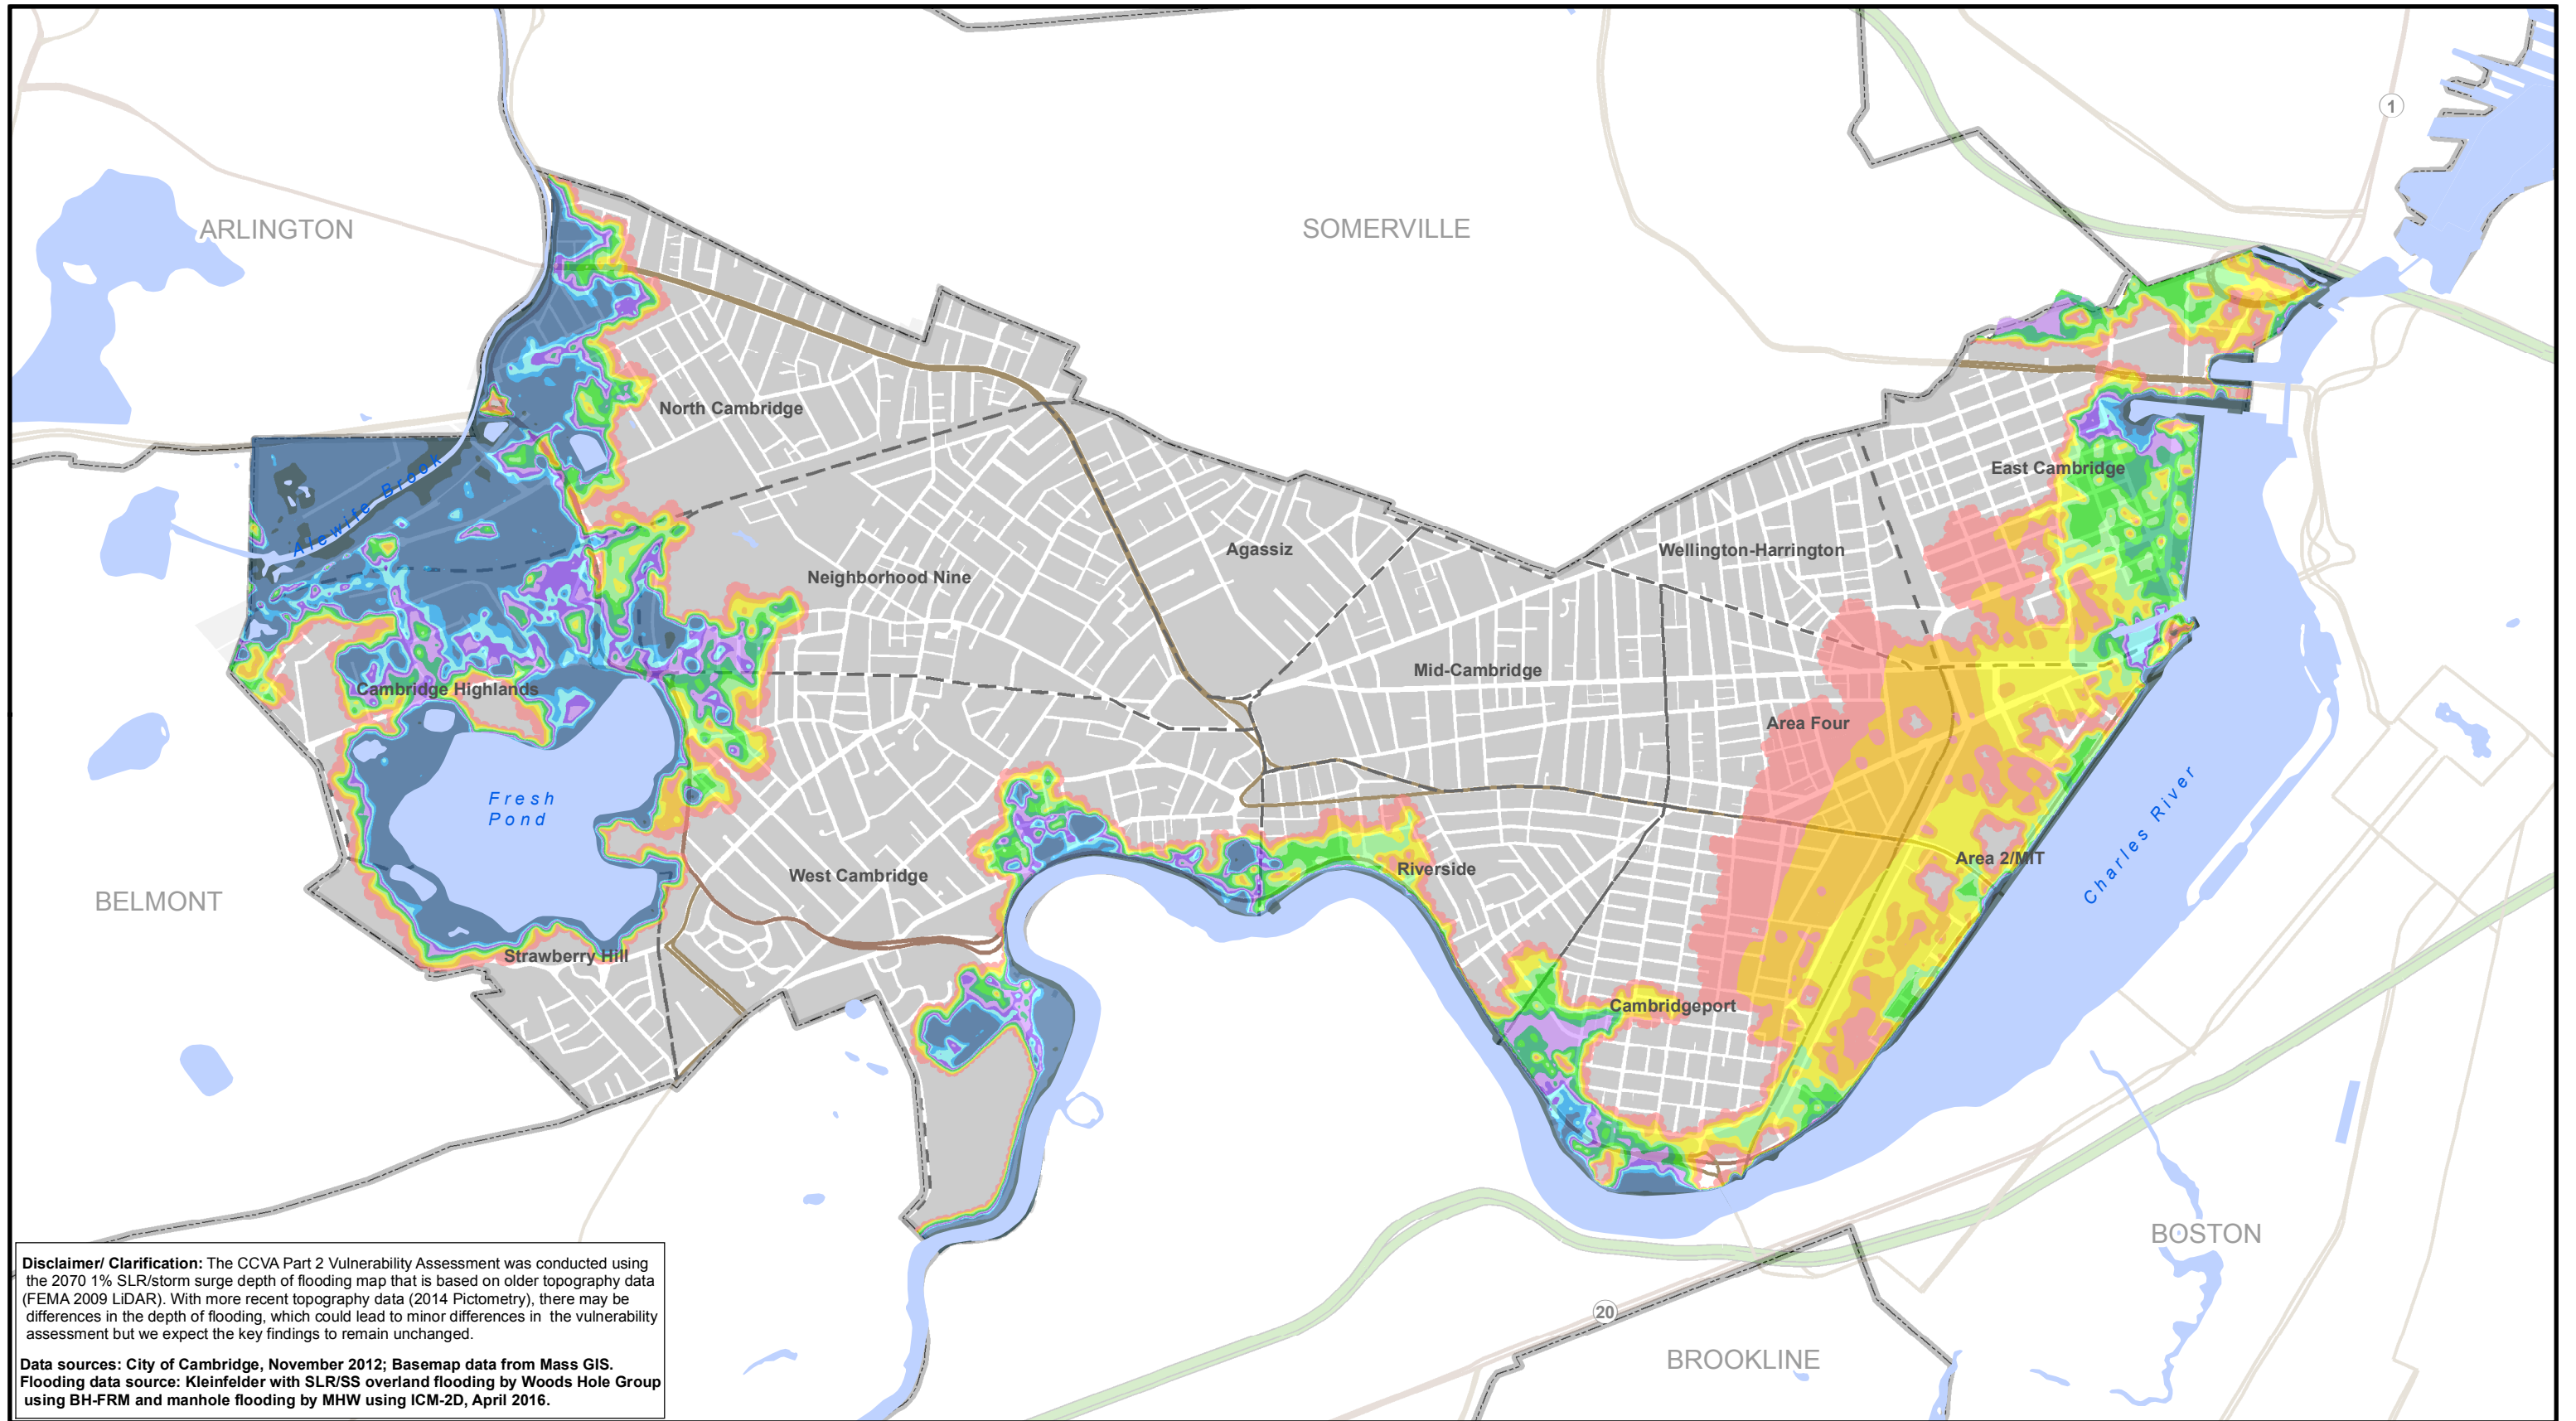 1
ARLINGTON
SOMERVILLE
North Cambridge
East Cambridge
Alewife Brook
Agassiz
Wellington-Harrington
Neighborhood Nine
Mid-Cambridge
Cambridge Highlands
Area Four
Fresh
Pond
Charles River
Area 2/MIT
Riverside
West Cambridge
BELMONT
Strawberry Hill
Cambridgeport
BOSTON
20
BROOKLINE
Disclaimer/ Clarification: The CCVA Part 2 Vulnerability Assessment was conducted using
the 2070 1% SLR/storm surge depth of flooding map that is based on older topography data
(FEMA 2009 LiDAR). With more recent topography data (2014 Pictometry), there may be
differences in the depth of flooding, which could lead to minor differences in the vulnerability
assessment but we expect the key findings to remain unchanged.
Data sources: City of Cambridge, November 2012; Basemap data from Mass GIS.
Flooding data source: Kleinfelder with SLR/SS overland flooding by Woods Hole Group
using BH-FRM and manhole flooding by MHW using ICM-2D, April 2016.